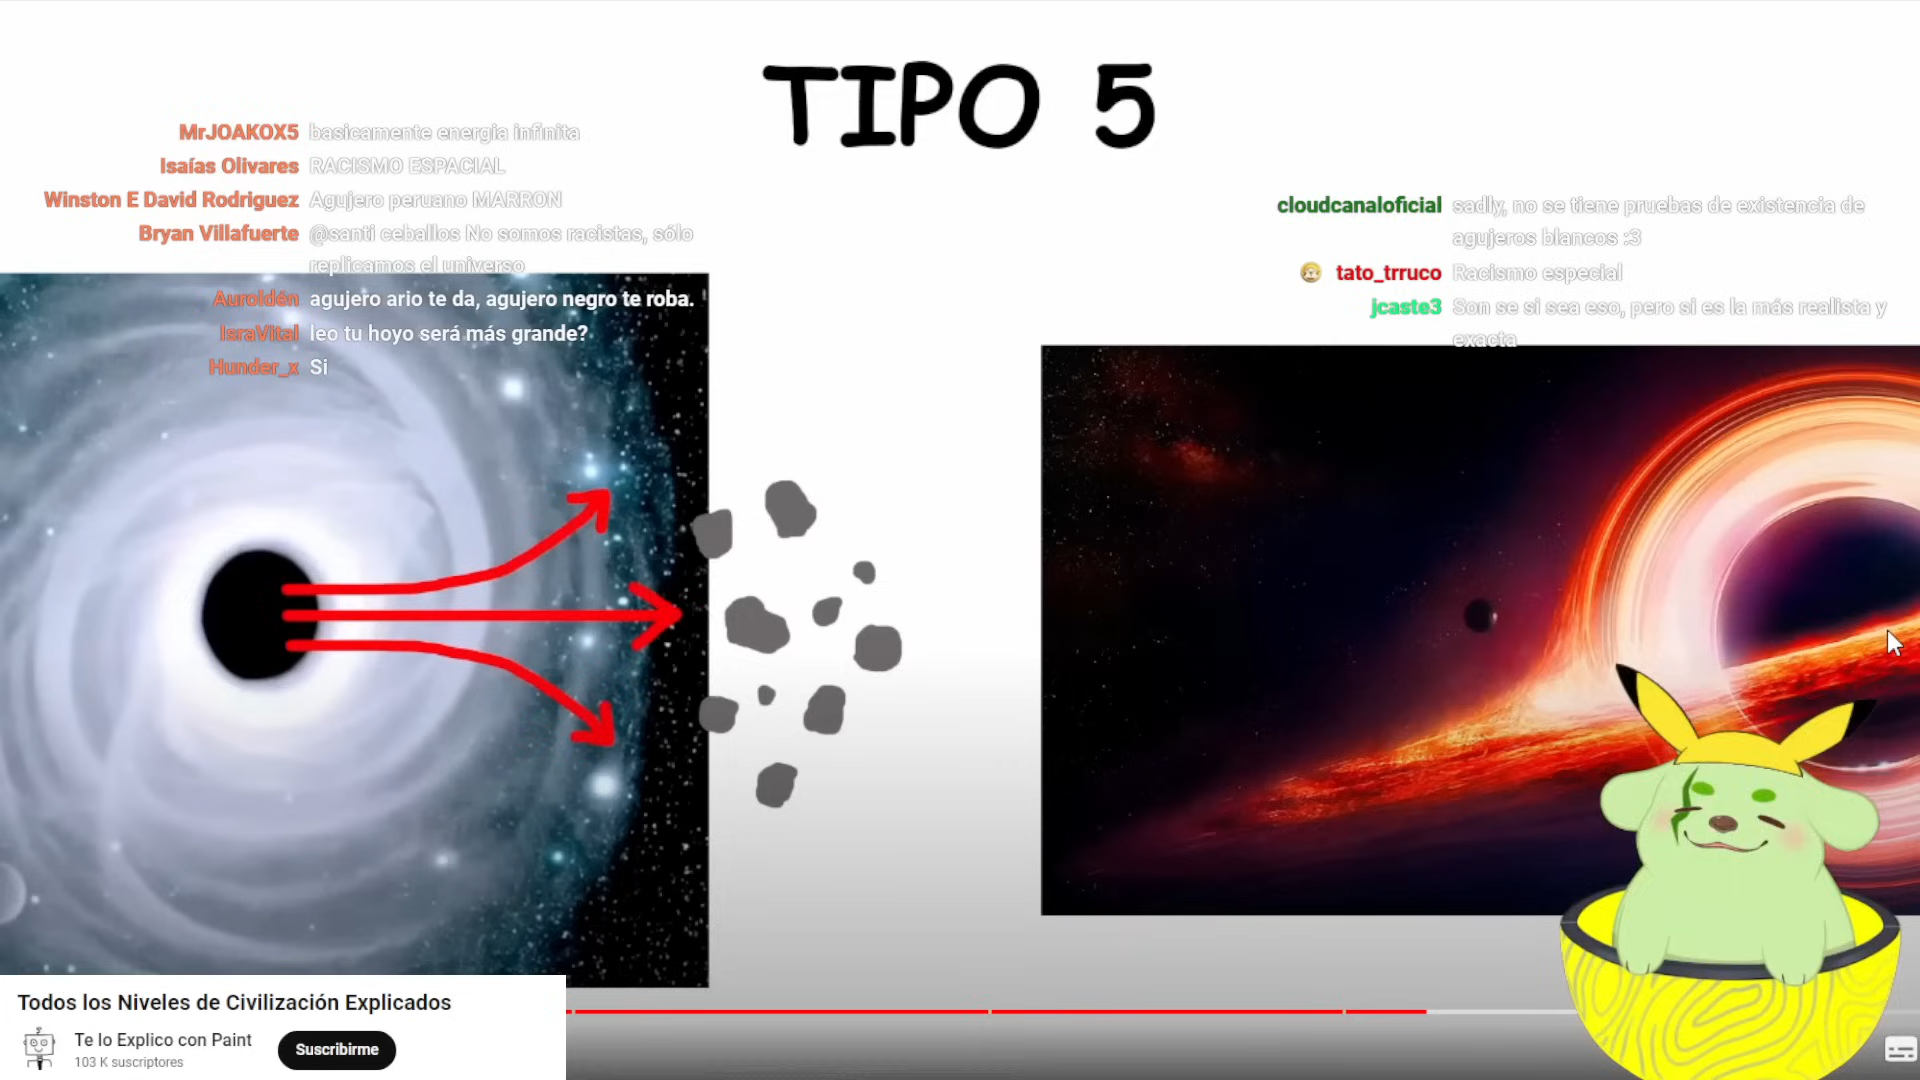 TIPO 5
MrJOAKOX5 basicamente energia infinita
Isaías Olivares RACISMO ESPACIAL
Winston E David Rodriguez Agujero peruano MARRON
Bryan Villafuerte @santi ceballos No somos racistas, sólo
replicamos el universo
Auroldén agujero ario te da, agujero negro te roba.
IsraVital leo tu hoyo será más grande?
Hunder_x Si
cloudcanaloficial sadly, no se tiene pruebas de existencia de
agujeros blancos :3
tato_trruco Racismo especial
jcaste3 Son se si sea eso, pero si es la más realista y
exacta
Todos los Niveles de Civilización Explicados
Te lo Explico con Paint
103 K suscriptores
Suscribirme